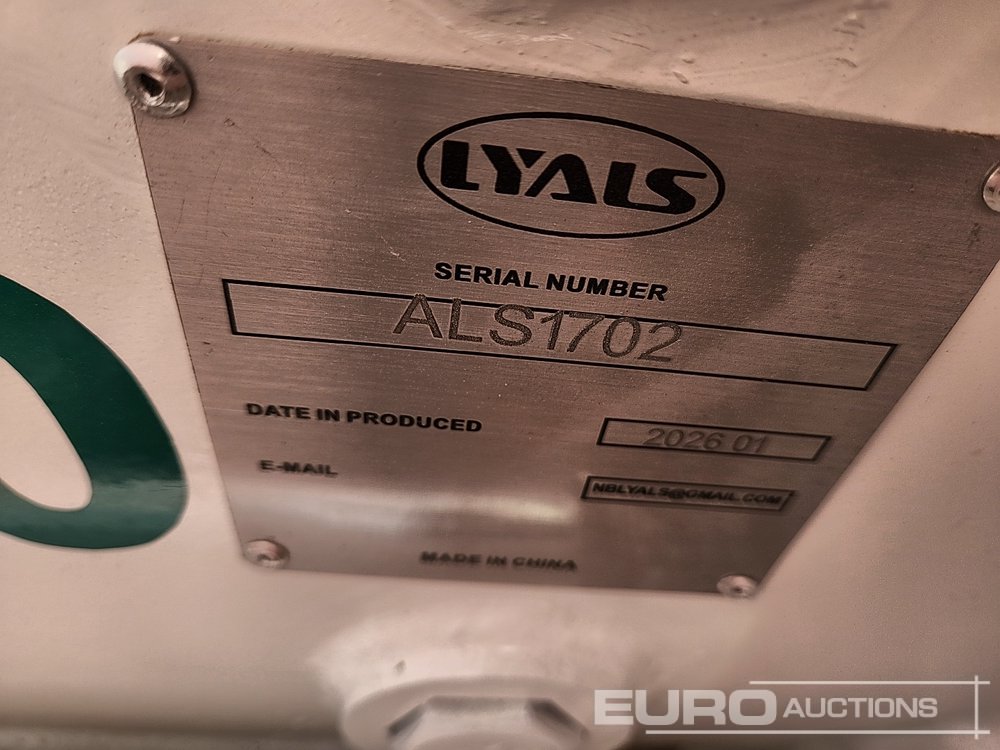 LYALS
SERIAL NUMBER
ALS1702
DATE IN PRODUCED 2026 01
E-MAIL NBLYALS@GMAIL.COM
MADE IN CHINA
EURO AUCTIONS